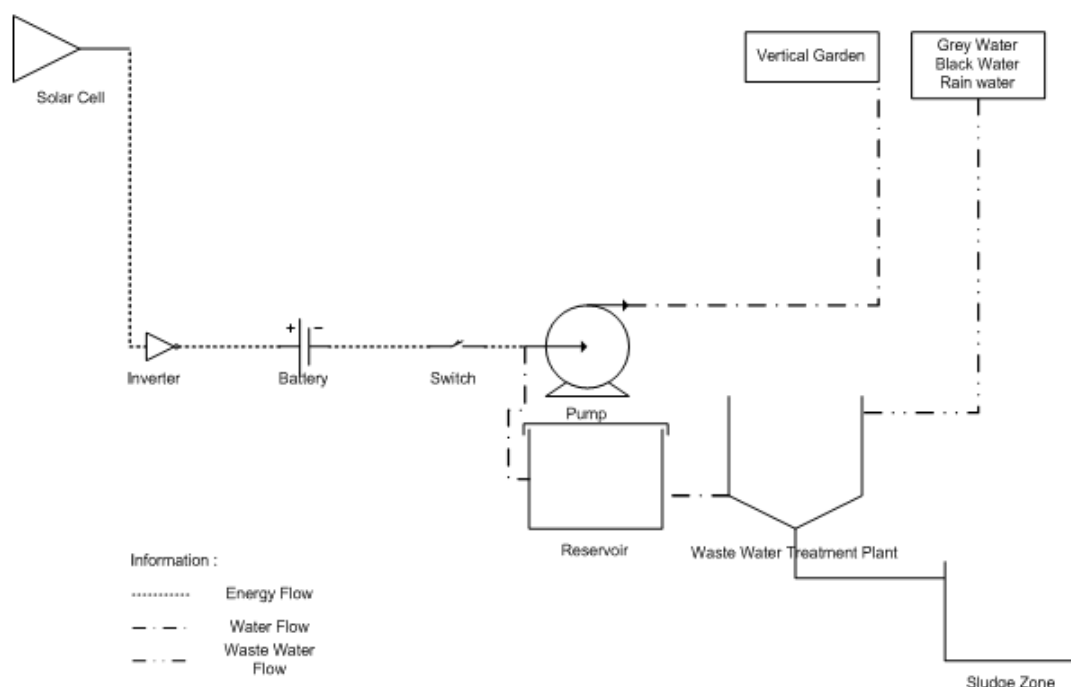 Solar Cell
Vertical Garden
Grey Water
Black Water
Rain water
+
−
Inverter
Battery
Switch
Pump
Reservoir
Waste Water Treatment Plant
Information :
Energy Flow
Water Flow
Waste Water
Flow
Sludge Zone